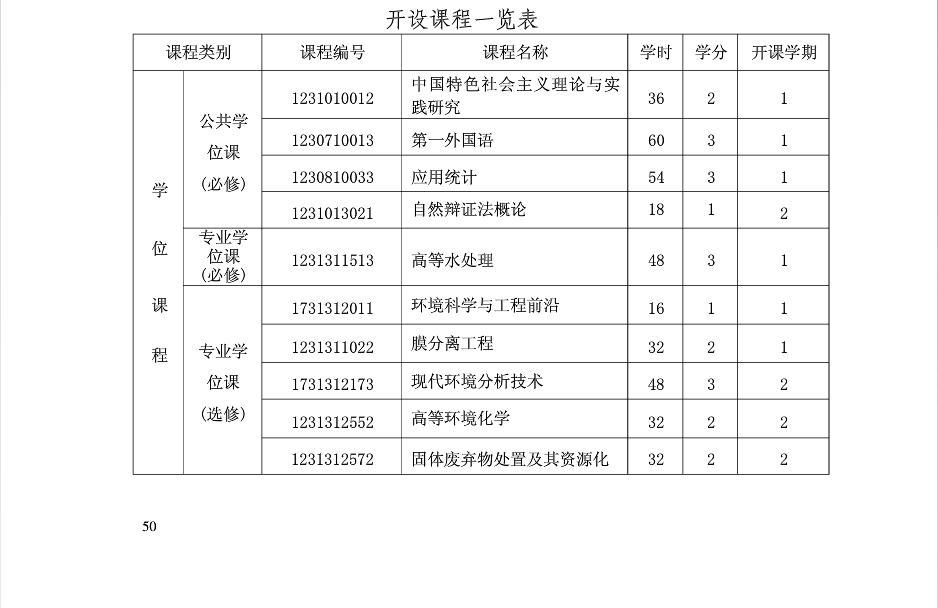 开设课程一览表
课程类别 课程编号 课程名称 学时 学分 开课学期
学位课程
公共学
位课
(必修)
1231010012 中国特色社会主义理论与实
践研究 36 2 1
1230710013 第一外国语 60 3 1
1230810033 应用统计 54 3 1
1231013021 自然辩证法概论 18 1 2
专业学
位课
(必修)
1231311513 高等水处理 48 3 1
专业学
位课
(选修)
1731312011 环境科学与工程前沿 16 1 1
1231311022 膜分离工程 32 2 1
1731312173 现代环境分析技术 48 3 2
1231312552 高等环境化学 32 2 2
1231312572 固体废弃物处置及其资源化 32 2 2
50